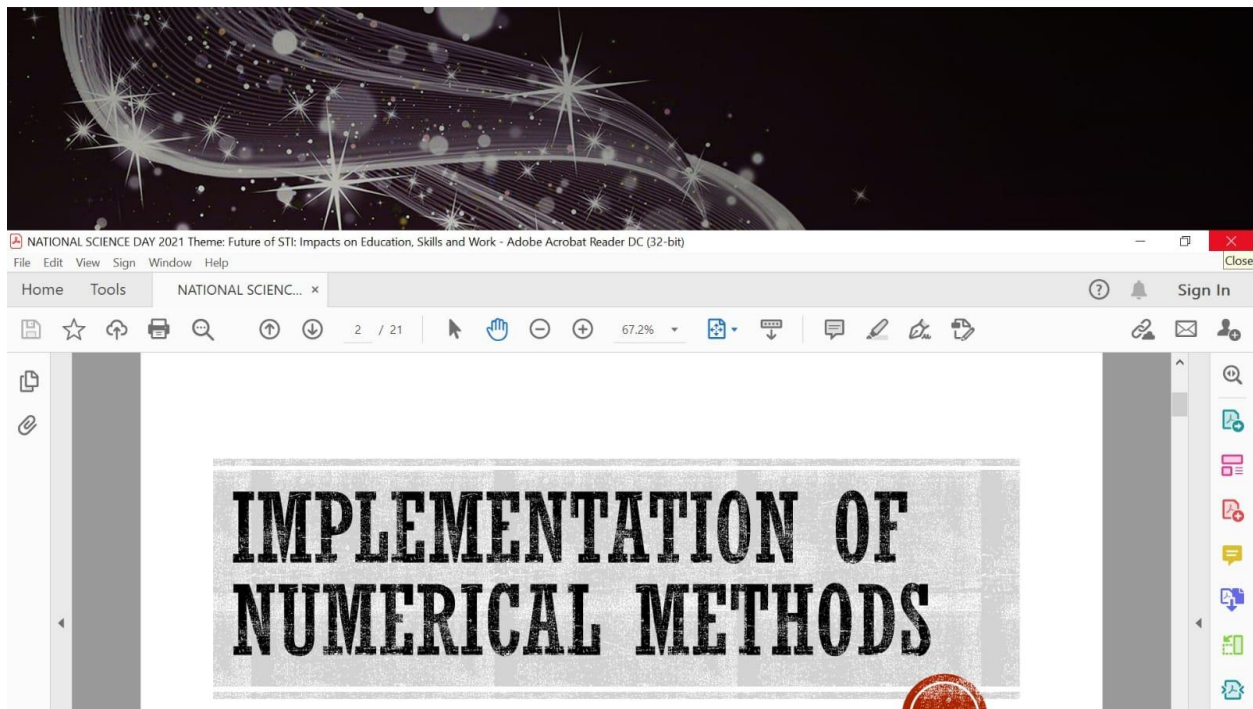 NATIONAL SCIENCE DAY 2021 Theme: Future of STI: Impacts on Education, Skills and Work - Adobe Acrobat Reader DC (32-bit)
Close
File Edit View Sign Window Help
Home Tools NATIONAL SCIENC... × Sign In
2 / 21 67.2%
IMPLEMENTATION OF
NUMERICAL METHODS